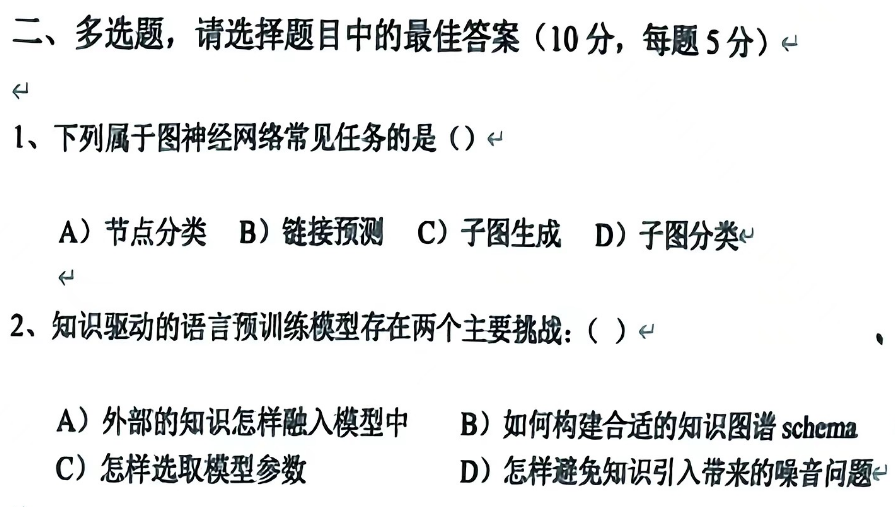 二、多选题，请选择题目中的最佳答案（10 分，每题 5 分）↵
↵
1、下列属于图神经网络常见任务的是（）↵
A）节点分类 B）链接预测 C）子图生成 D）子图分类↵
↵
2、知识驱动的语言预训练模型存在两个主要挑战：（ ）↵
A）外部的知识怎样融入模型中 B）如何构建合适的知识图谱 schema
C）怎样选取模型参数 D）怎样避免知识引入带来的噪音问题↵